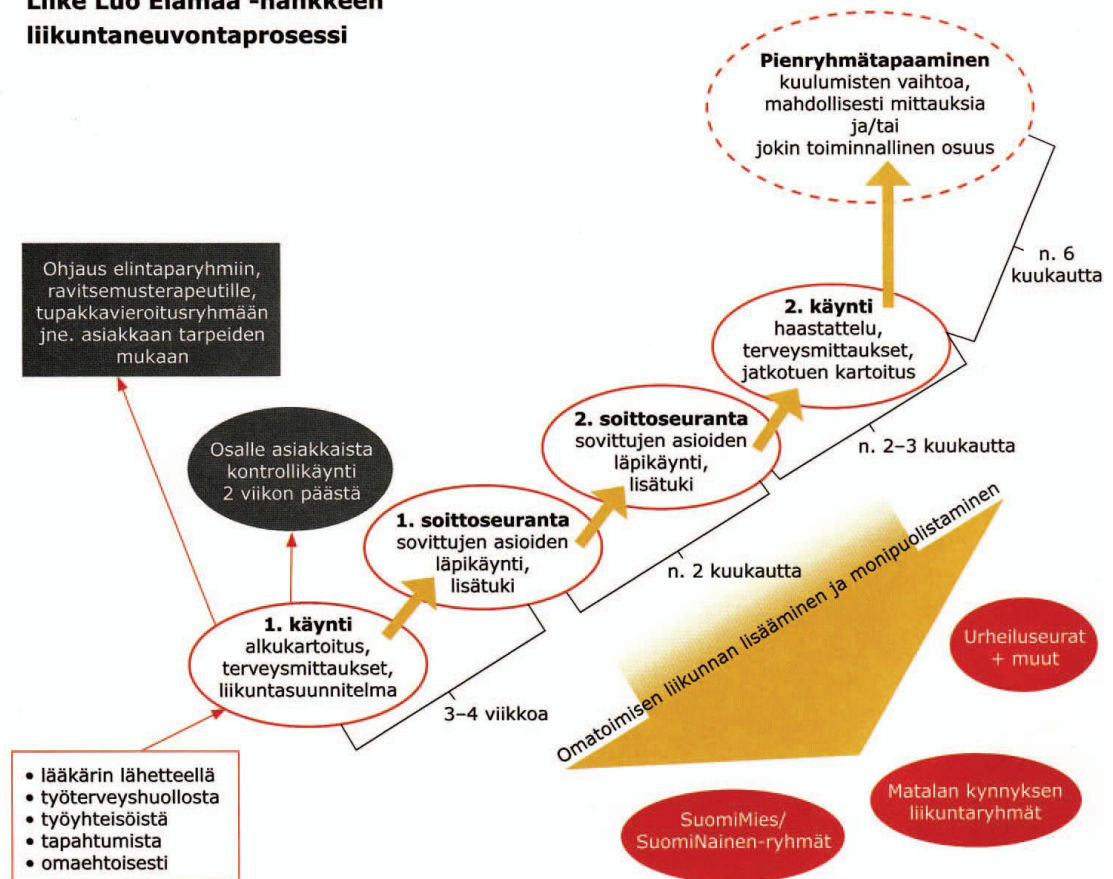 Liike Luo Elämää -hankkeen
liikuntaneuvontaprosessi
Pienryhmätapaaminen
kuulumisten vaihtoa,
mahdollisesti mittauksia
ja/tai
jokin toiminnallinen osuus
n. 6
kuukautta
Ohjaus elintaparyhmiin,
ravitsemusterapeutille,
tupakkavieroitusryhmään
jne. asiakkaan tarpeiden
mukaan
2. käynti
haastattelu,
terveysmittaukset,
jatkotuen kartoitus
n. 2–3 kuukautta
Osalle asiakkaista
kontrollikäynti
2 viikon päästä
2. soittoseuranta
sovittujen asioiden
läpikäynti,
lisätuki
n. 2 kuukautta
1. soittoseuranta
sovittujen asioiden
läpikäynti,
lisätuki
1. käynti
alkukartoitus,
terveysmittaukset,
liikuntasuunnitelma
3–4 viikkoa
• lääkärin lähetteellä
• työterveyshuollosta
• työyhteisöistä
• tapahtumista
• omaehtoisesti
Omatoimisen liikunnan lisääminen ja monipuolistaminen
Urheiluseurat
+ muut
Matalan kynnyksen
liikuntaryhmät
SuomiMies/
SuomiNainen-ryhmät